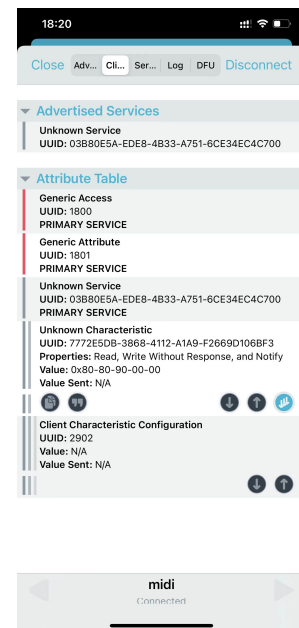 18:20
Close Adv... Cli... Ser... Log DFU Disconnect
Advertised Services
Unknown Service
UUID: 03B80E5A-EDE8-4B33-A751-6CE34EC4C700
Attribute Table
Generic Access
UUID: 1800
PRIMARY SERVICE
Generic Attribute
UUID: 1801
PRIMARY SERVICE
Unknown Service
UUID: 03B80E5A-EDE8-4B33-A751-6CE34EC4C700
PRIMARY SERVICE
Unknown Characteristic
UUID: 7772E5DB-3868-4112-A1A9-F2669D106BF3
Properties: Read, Write Without Response, and Notify
Value: 0x80-80-90-00-00
Value Sent: N/A
Client Characteristic Configuration
UUID: 2902
Value: N/A
Value Sent: N/A
midi
Connected